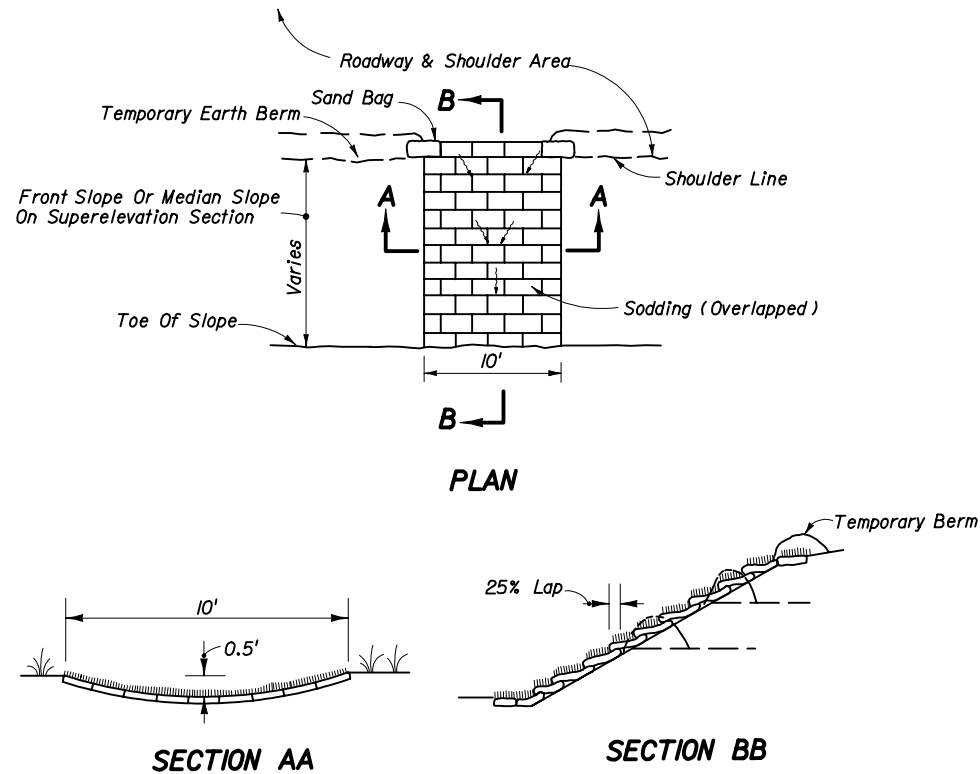 Roadway & Shoulder Area
Sand Bag
B
Temporary Earth Berm
Shoulder Line
A
A
Front Slope Or Median Slope
On Superelevation Section
Varies
Sodding (Overlapped)
Toe Of Slope
10'
B
PLAN
Temporary Berm
25% Lap
10'
0.5'
SECTION AA
SECTION BB